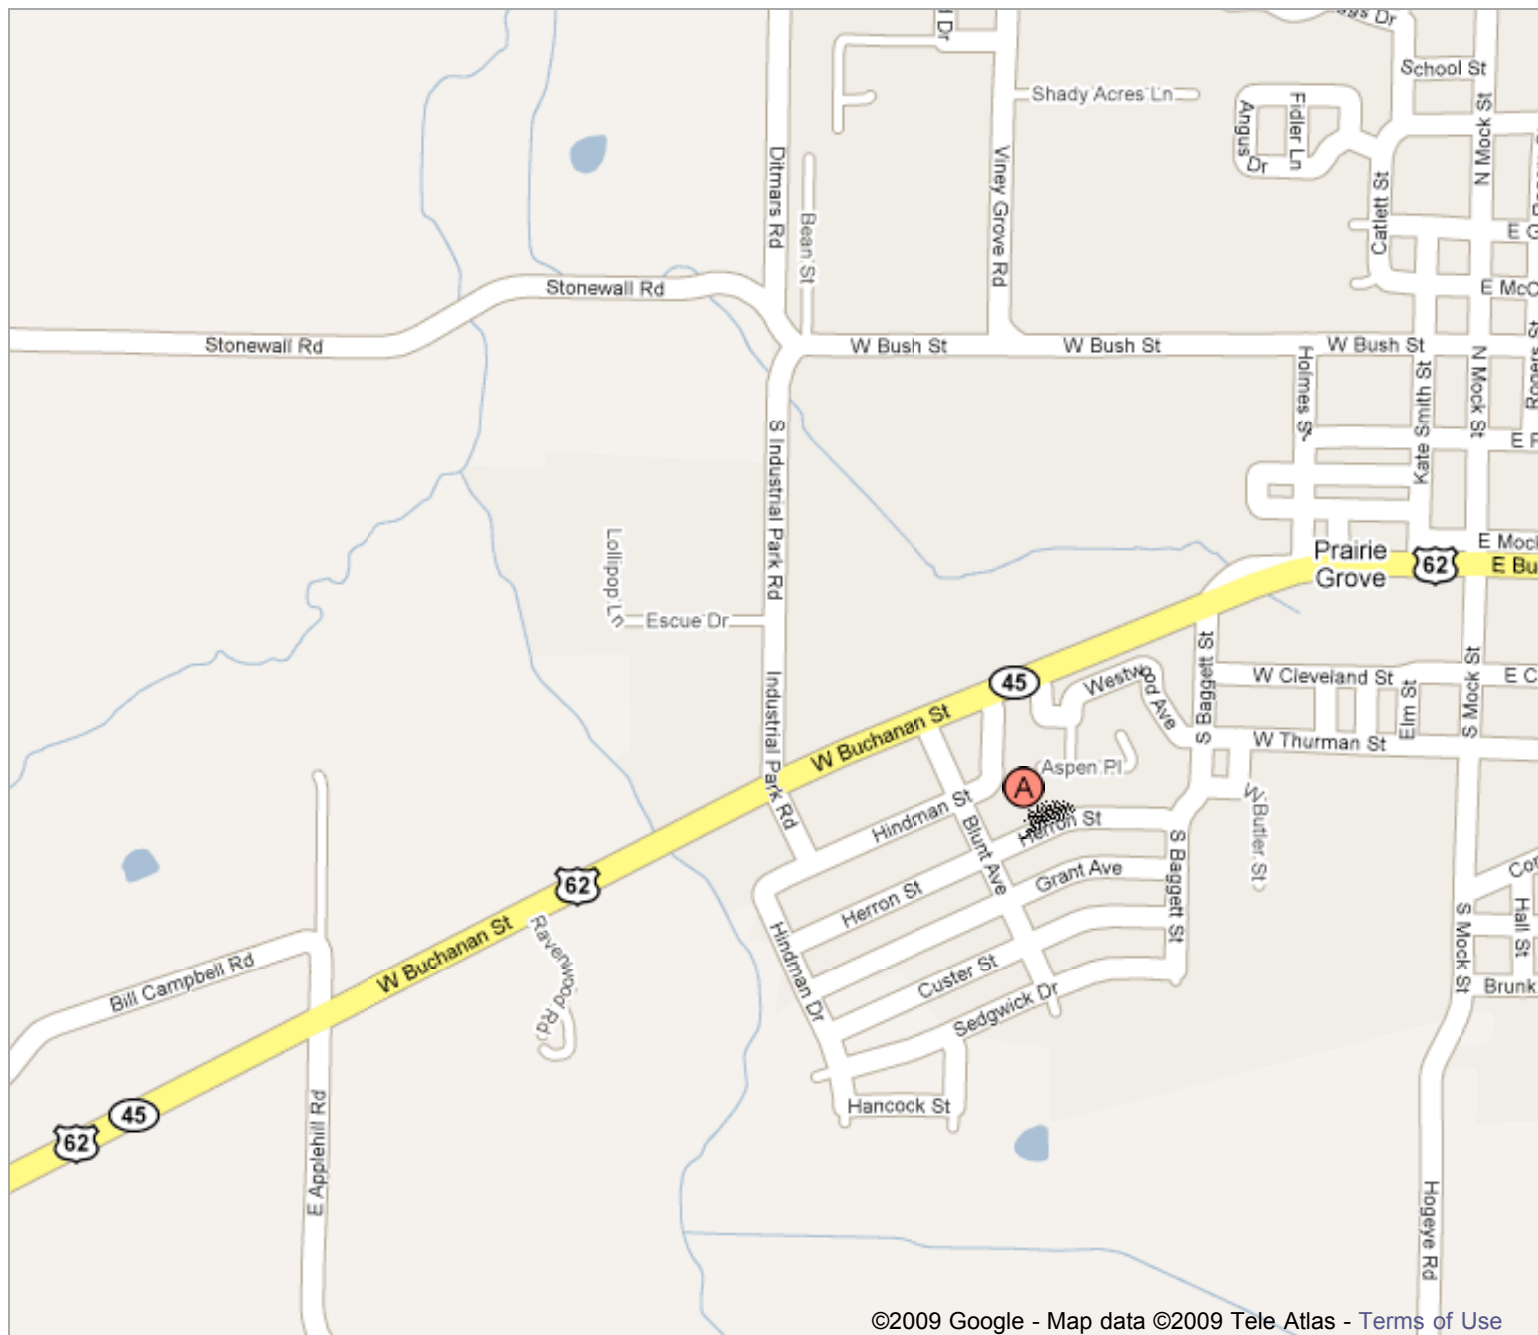 Dr
School St
Shady Acres Ln
Fidler Ln
Angus
Dr
N Mock St
Ditmars Rd
Viney Grove Rd
Bean St
Catlett St
E McC
Stonewall Rd
Stonewall Rd
W Bush St
W Bush St
W Bush St
Holmes St
Kate Smith St
N Mock St
Rogers St
S Industrial Park Rd
E Mock
Prairie
Grove
62
E Bu
Lollipop Ln
Escue Dr
S Baggett St
W Cleveland St
E C
45
Westwood Ave
Elm St
S Mock St
Industrial Park Rd
W Buchanan St
W Thurman St
Aspen Pl
A
Hindman St
Blunt Ave
Herron St
W Butler St
S Baggett St
Grant Ave
Herron St
62
W Buchanan St
Ravenwood Rd
Hindman Dr
Custer St
Sedgwick Dr
S Mock St
Hall St
Brunk
Bill Campbell Rd
Hancock St
45
62
E Applehill Rd
Hogeye Rd
©2009 Google - Map data ©2009 Tele Atlas - Terms of Use